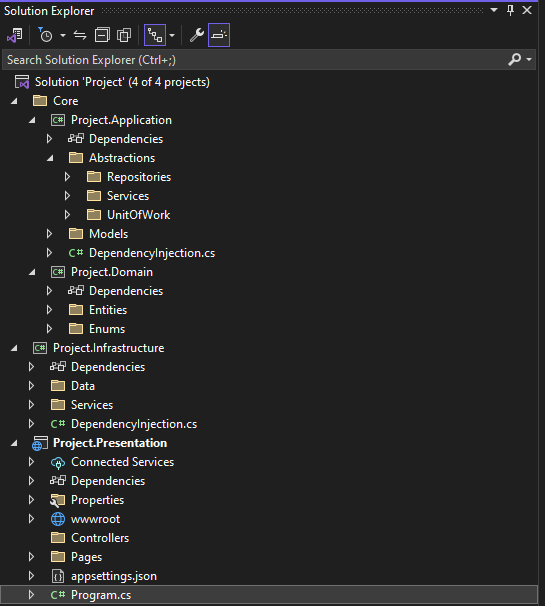 Solution Explorer
Search Solution Explorer (Ctrl+;)
Solution 'Project' (4 of 4 projects)
Core
C# Project.Application
Dependencies
Abstractions
Repositories
Services
UnitOfWork
Models
C# DependencyInjection.cs
C# Project.Domain
Dependencies
Entities
Enums
C# Project.Infrastructure
Dependencies
Data
Services
C# DependencyInjection.cs
Project.Presentation
Connected Services
Dependencies
Properties
wwwroot
Controllers
Pages
appsettings.json
C# Program.cs